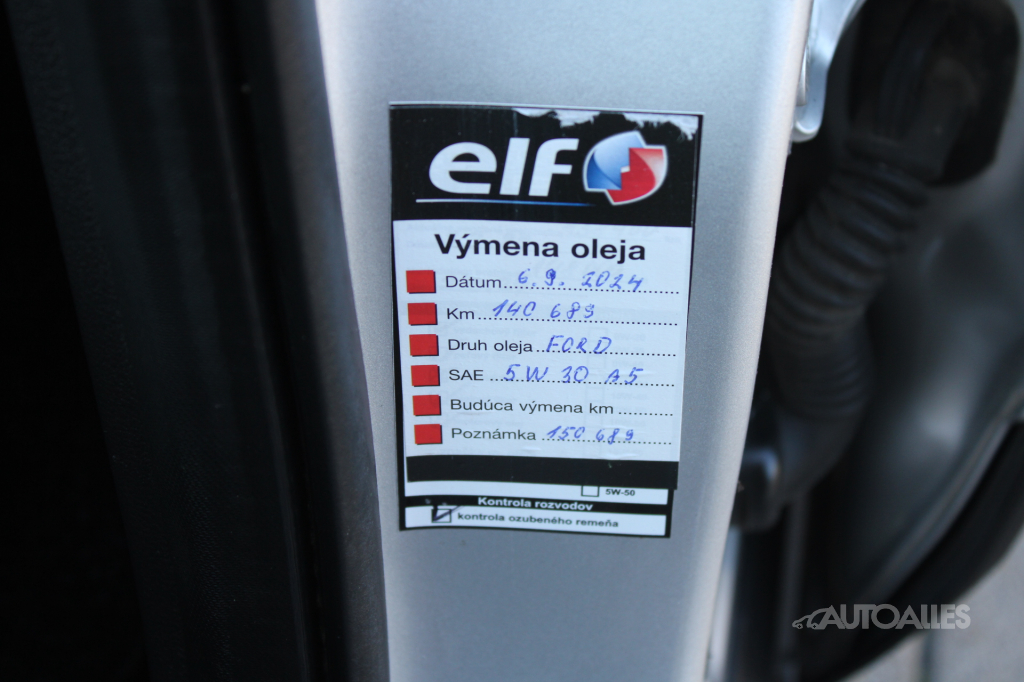 elf
Výmena oleja
Dátum 6.9.2024
Km 140 689
Druh oleja FORD
SAE 5W 30 A5
Budúca výmena km
Poznámka 150 689
5W-50
Kontrola rozvodov
kontrola ozubeného remeňa
AUTOALLES